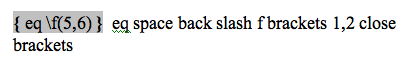 { eq \f(5,6) }  eq space back slash f brackets 1,2 close
brackets